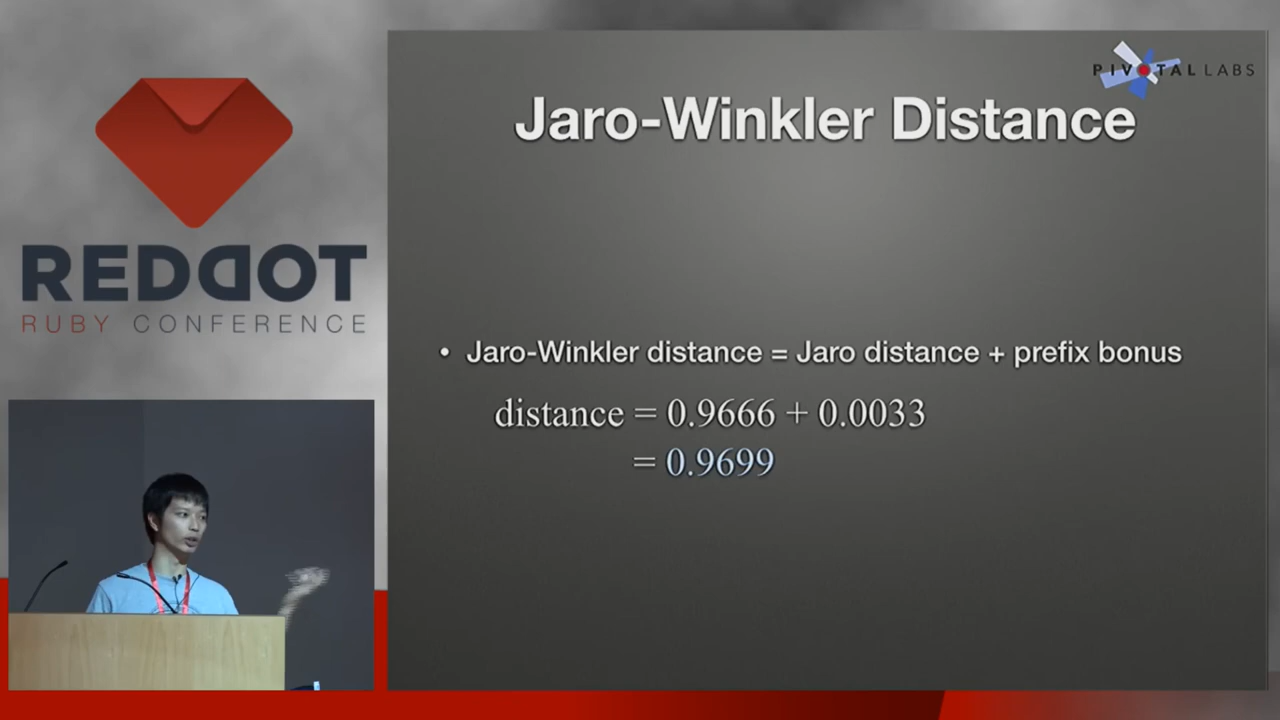 REDDOT
RUBY CONFERENCE
PIVOTAL LABS
Jaro-Winkler Distance
• Jaro-Winkler distance = Jaro distance + prefix bonus
distance = 0.9666 + 0.0033
= 0.9699